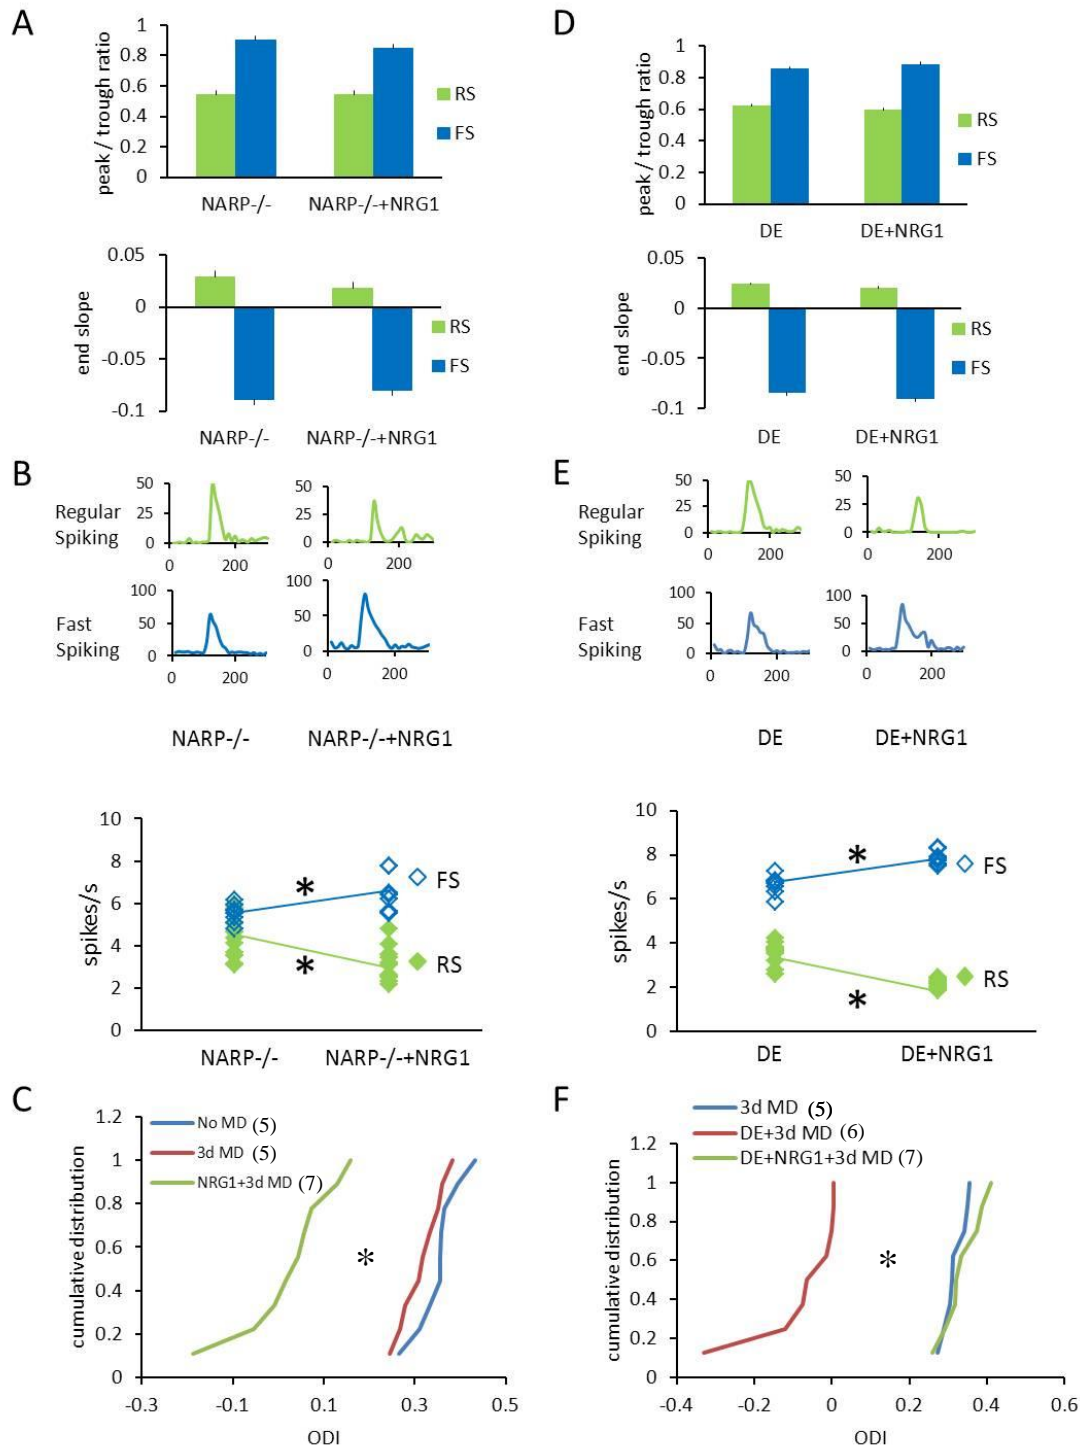 A
peak / trough ratio
1
0.8
0.6
0.4
0.2
0
RS
FS
NARP-/-
NARP-/-+NRG1
end slope
0.05
0
-0.05
-0.1
RS
FS
NARP-/-
NARP-/-+NRG1
D
peak / trough ratio
1
0.8
0.6
0.4
0.2
0
RS
FS
DE
DE+NRG1
end slope
0.05
0
-0.05
-0.1
RS
FS
DE
DE+NRG1
B
Regular
Spiking
50
25
0
0
200
50
25
0
0
200
Fast
Spiking
100
50
0
0
200
100
50
0
0
200
NARP-/-
NARP-/-+NRG1
spikes/s
10
8
6
4
2
0
*
*
FS
RS
NARP-/-
NARP-/-+NRG1
E
Regular
Spiking
50
25
0
0
200
50
25
0
0
200
Fast
Spiking
100
50
0
0
200
100
50
0
0
200
DE
DE+NRG1
spikes/s
10
8
6
4
2
0
*
*
FS
RS
DE
DE+NRG1
C
cumulative distribution
1.2
1
0.8
0.6
0.4
0.2
0
No MD (5)
3d MD (5)
NRG1+3d MD (7)
*
-0.3
-0.1
0.1
0.3
0.5
ODI
F
3d MD (5)
DE+3d MD (6)
DE+NRG1+3d MD (7)
cumulative distribution
1.2
1
0.8
0.6
0.4
0.2
0
*
-0.4
-0.2
0
0.2
0.4
0.6
ODI